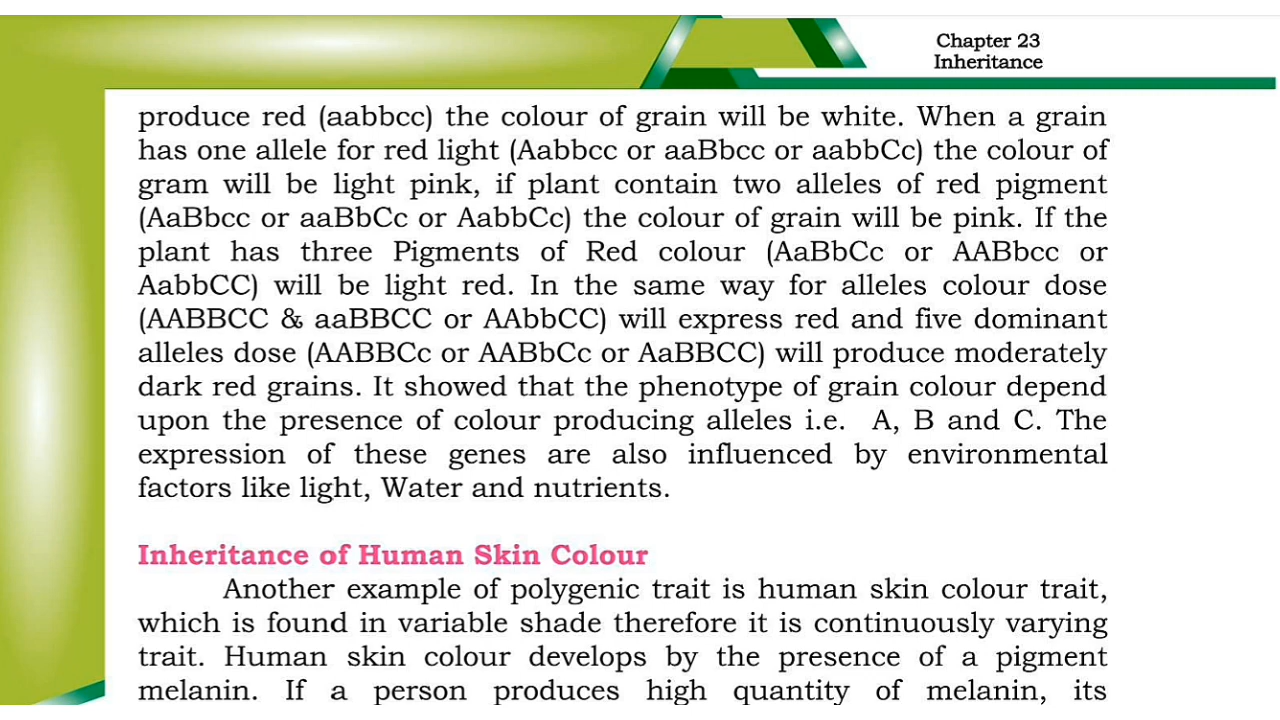 Chapter 23
Inheritance
produce red (aabbcc) the colour of grain will be white. When a grain
has one allele for red light (Aabbcc or aaBbcc or aabbCc) the colour of
gram will be light pink, if plant contain two alleles of red pigment
(AaBbcc or aaBbCc or AabbCc) the colour of grain will be pink. If the
plant has three Pigments of Red colour (AaBbCc or AABbcc or
AabbCC) will be light red. In the same way for alleles colour dose
(AABBCC & aaBBCC or AAbbCC) will express red and five dominant
alleles dose (AABBCc or AABbCc or AaBBCC) will produce moderately
dark red grains. It showed that the phenotype of grain colour depend
upon the presence of colour producing alleles i.e. A, B and C. The
expression of these genes are also influenced by environmental
factors like light, Water and nutrients.
Inheritance of Human Skin Colour
Another example of polygenic trait is human skin colour trait,
which is found in variable shade therefore it is continuously varying
trait. Human skin colour develops by the presence of a pigment
melanin. If a person produces high quantity of melanin, its